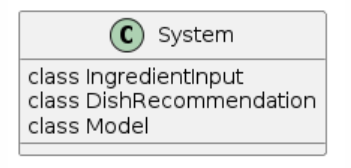 C System
class IngredientInput
class DishRecommendation
class Model